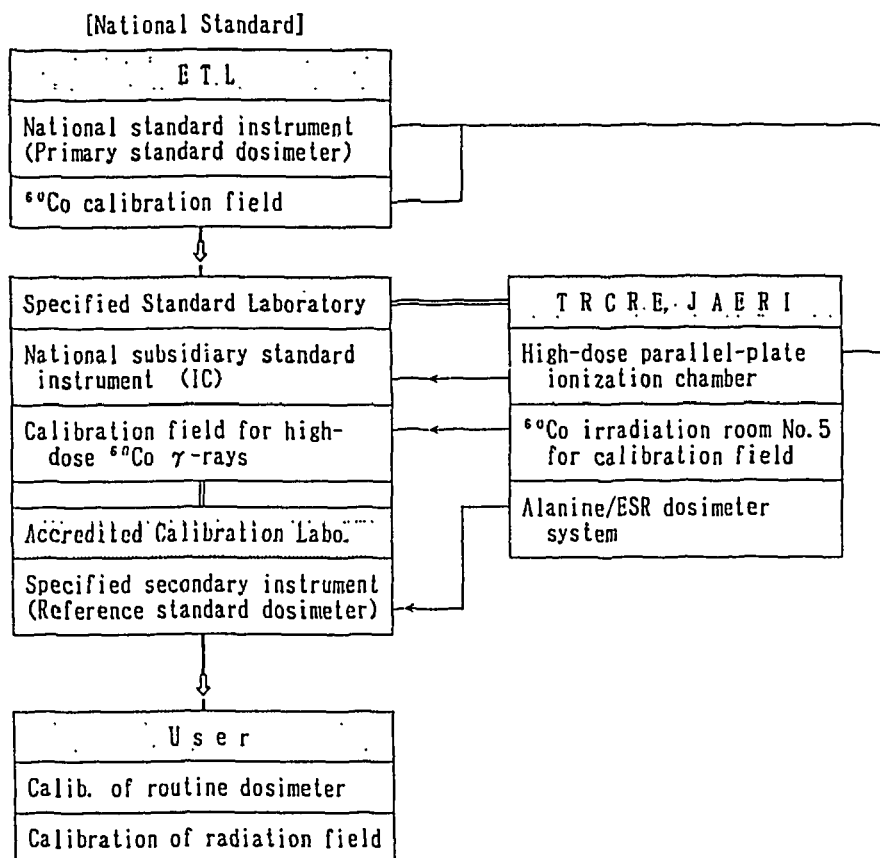 [National Standard]
E T L
National standard instrument
(Primary standard dosimeter)
⁶⁰Co calibration field
Specified Standard Laboratory
National subsidiary standard
instrument (IC)
Calibration field for high-
dose ⁶⁰Co γ-rays
Accredited Calibration Labo.
Specified secondary instrument
(Reference standard dosimeter)
T R C R E, J A E R I
High-dose parallel-plate
ionization chamber
⁶⁰Co irradiation room No.5
for calibration field
Alanine/ESR dosimeter
system
U s e r
Calib. of routine dosimeter
Calibration of radiation field